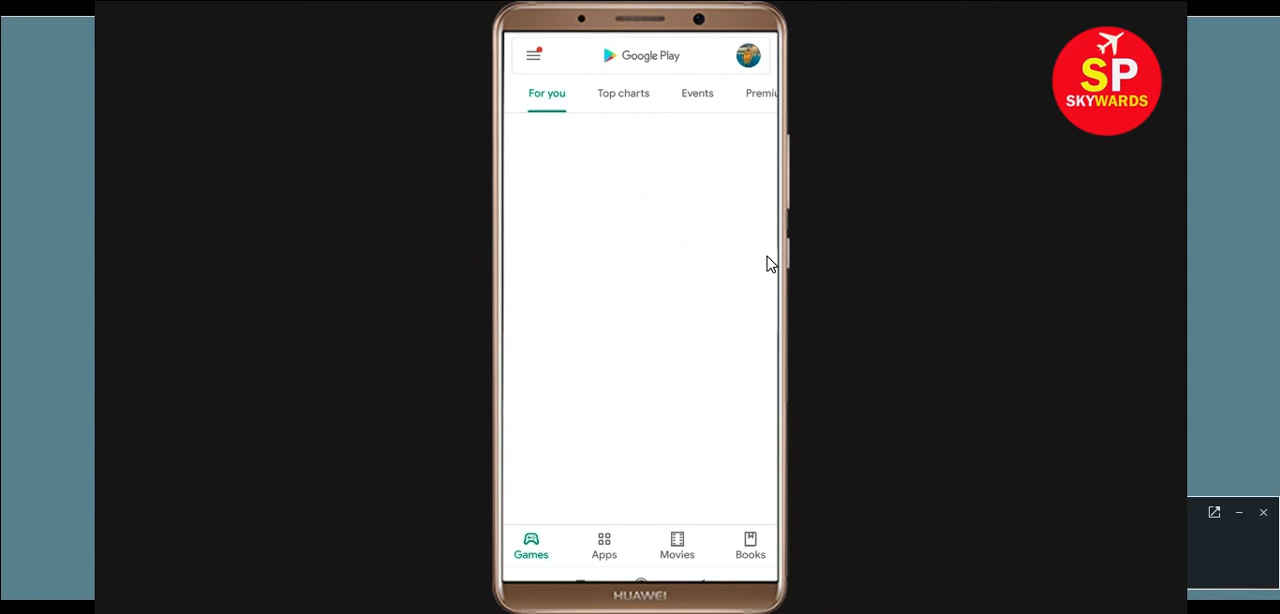 Google Play
For you Top charts Events Premiu
SP
SKYWARDS
Games Apps Movies Books
HUAWEI